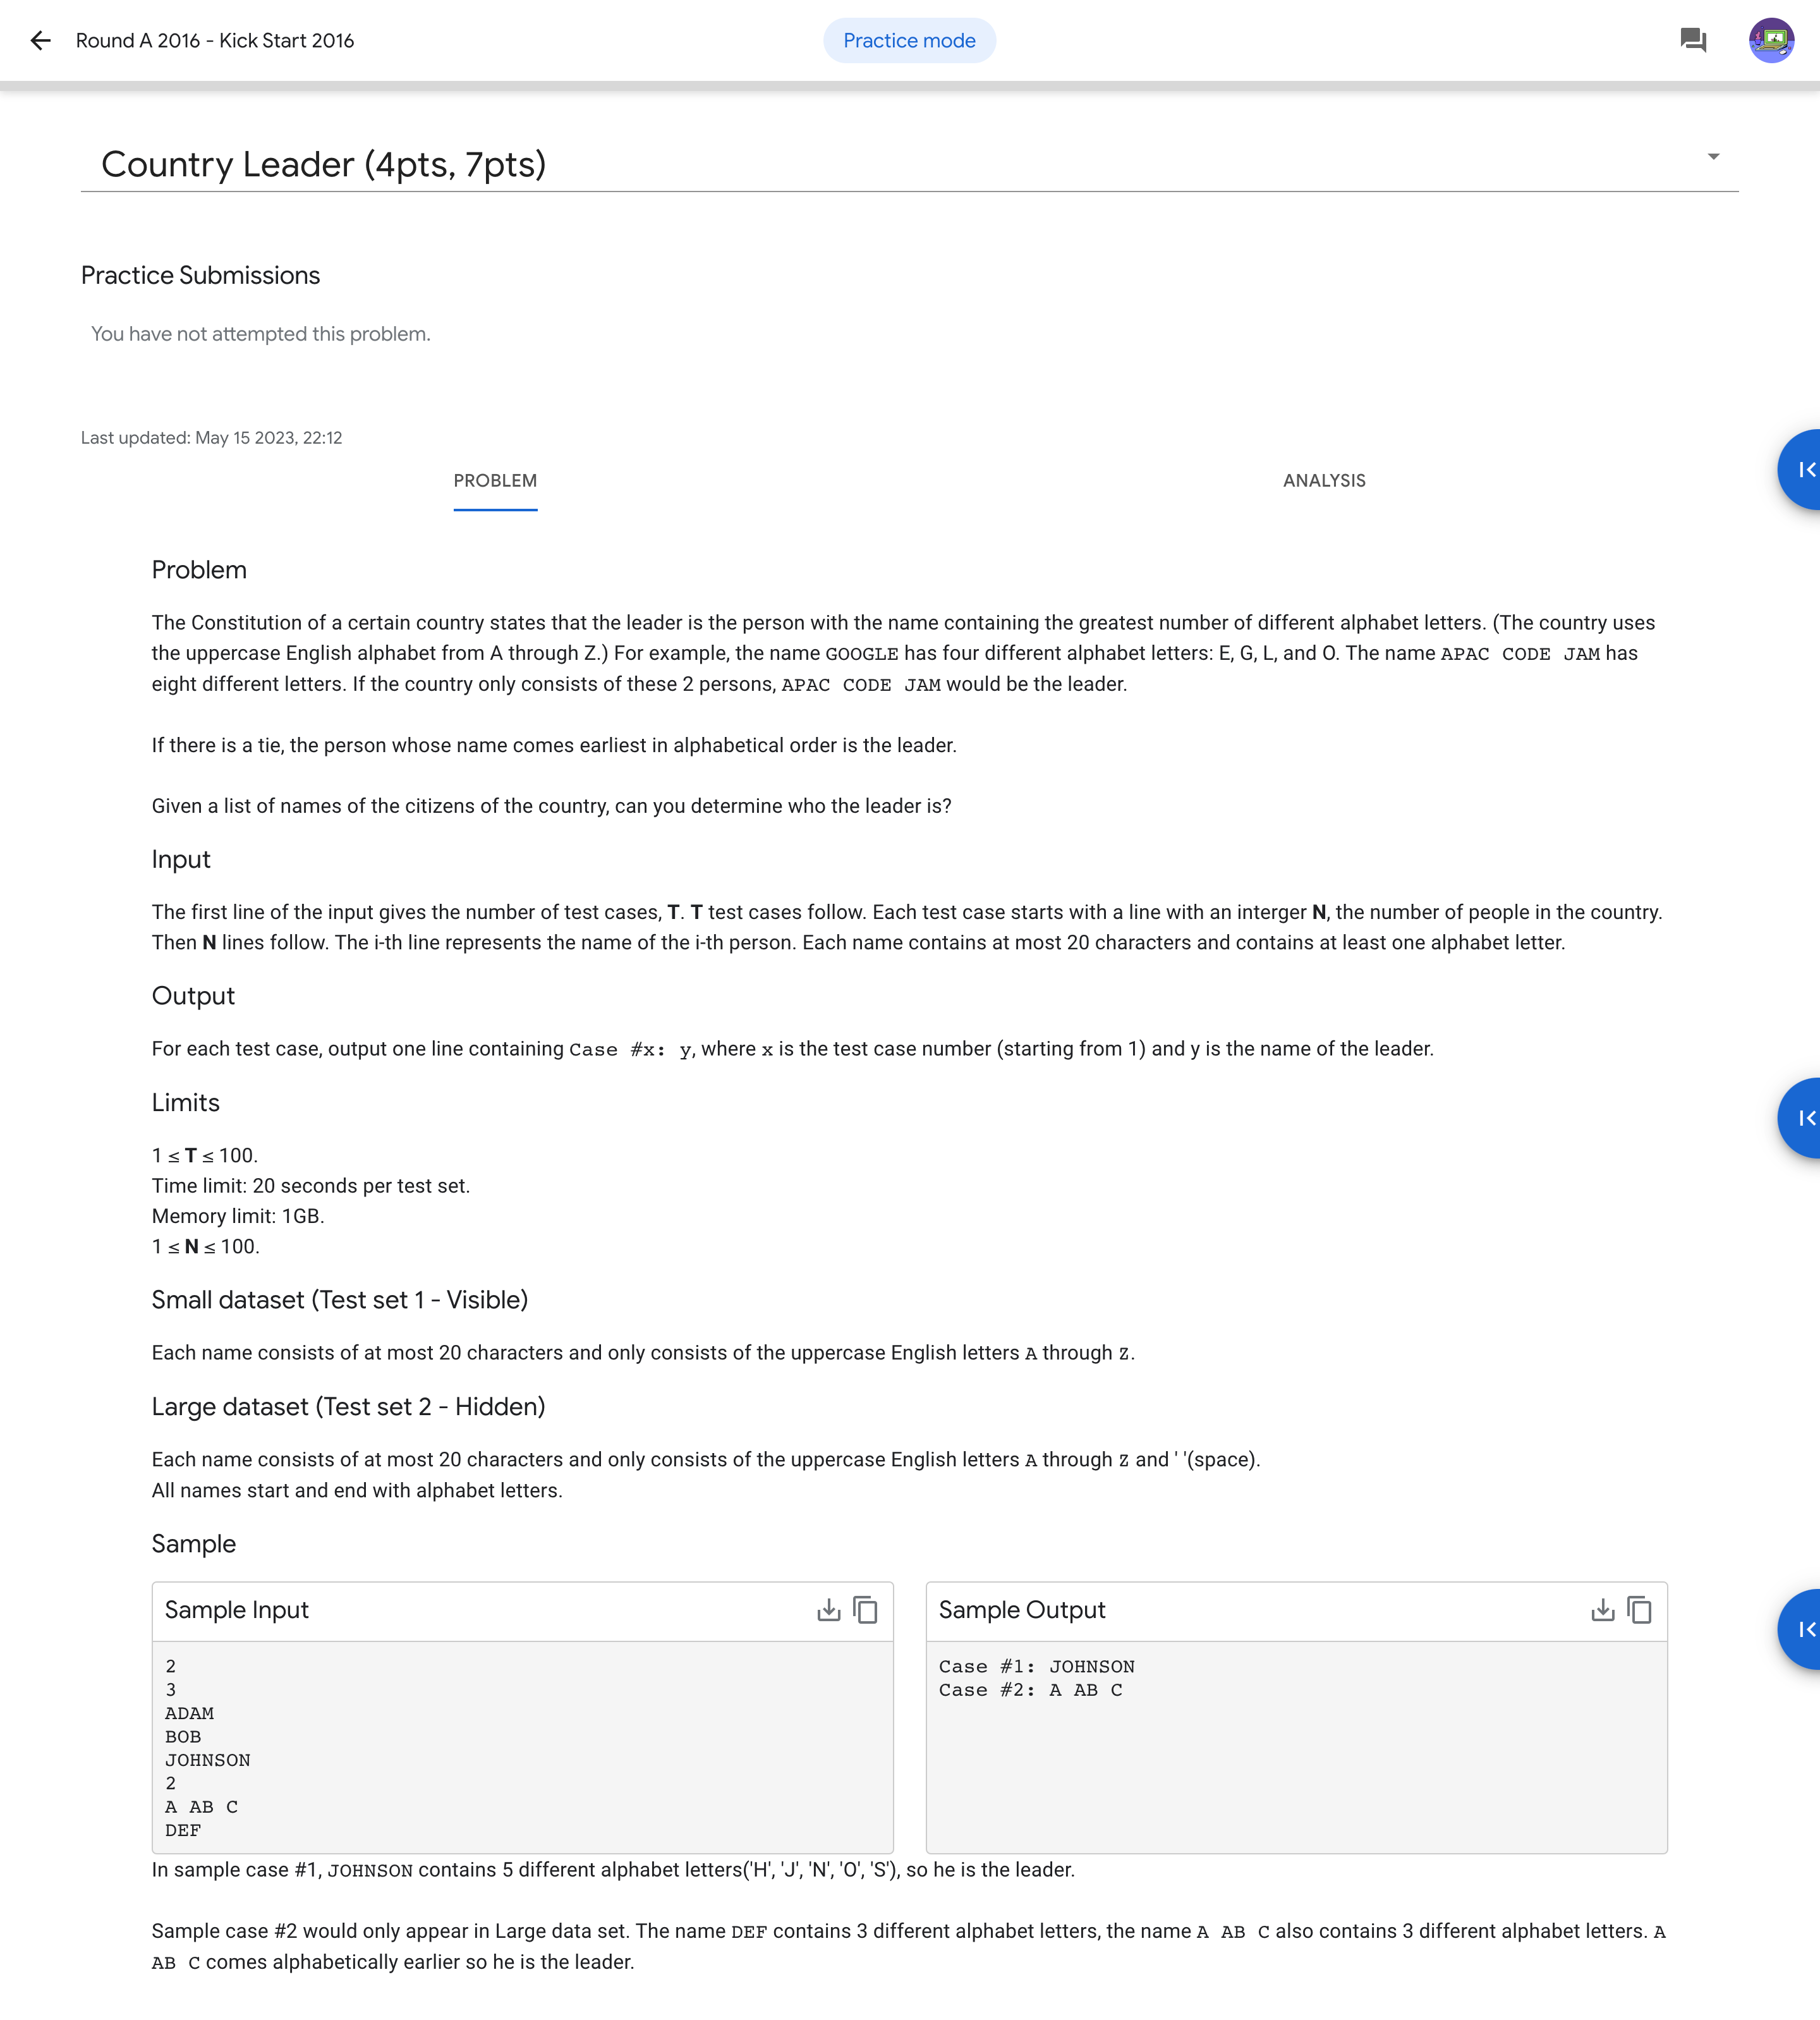 Round A 2016 - Kick Start 2016
Practice mode
Country Leader (4pts, 7pts)
Practice Submissions
You have not attempted this problem.
Last updated: May 15 2023, 22:12
PROBLEM
ANALYSIS
Problem
The Constitution of a certain country states that the leader is the person with the name containing the greatest number of different alphabet letters. (The country uses
the uppercase English alphabet from A through Z.) For example, the name GOOGLE has four different alphabet letters: E, G, L, and O. The name APAC CODE JAM has
eight different letters. If the country only consists of these 2 persons, APAC CODE JAM would be the leader.
If there is a tie, the person whose name comes earliest in alphabetical order is the leader.
Given a list of names of the citizens of the country, can you determine who the leader is?
Input
The first line of the input gives the number of test cases, T. T test cases follow. Each test case starts with a line with an interger N, the number of people in the country.
Then N lines follow. The i-th line represents the name of the i-th person. Each name contains at most 20 characters and contains at least one alphabet letter.
Output
For each test case, output one line containing Case #x: y, where x is the test case number (starting from 1) and y is the name of the leader.
Limits
1 ≤ T ≤ 100.
Time limit: 20 seconds per test set.
Memory limit: 1GB.
1 ≤ N ≤ 100.
Small dataset (Test set 1 - Visible)
Each name consists of at most 20 characters and only consists of the uppercase English letters A through Z.
Large dataset (Test set 2 - Hidden)
Each name consists of at most 20 characters and only consists of the uppercase English letters A through Z and ' '(space).
All names start and end with alphabet letters.
Sample
Sample Input
2
3
ADAM
BOB
JOHNSON
2
A AB C
DEF
Sample Output
Case #1: JOHNSON
Case #2: A AB C
In sample case #1, JOHNSON contains 5 different alphabet letters('H', 'J', 'N', 'O', 'S'), so he is the leader.
Sample case #2 would only appear in Large data set. The name DEF contains 3 different alphabet letters, the name A AB C also contains 3 different alphabet letters. A
AB C comes alphabetically earlier so he is the leader.